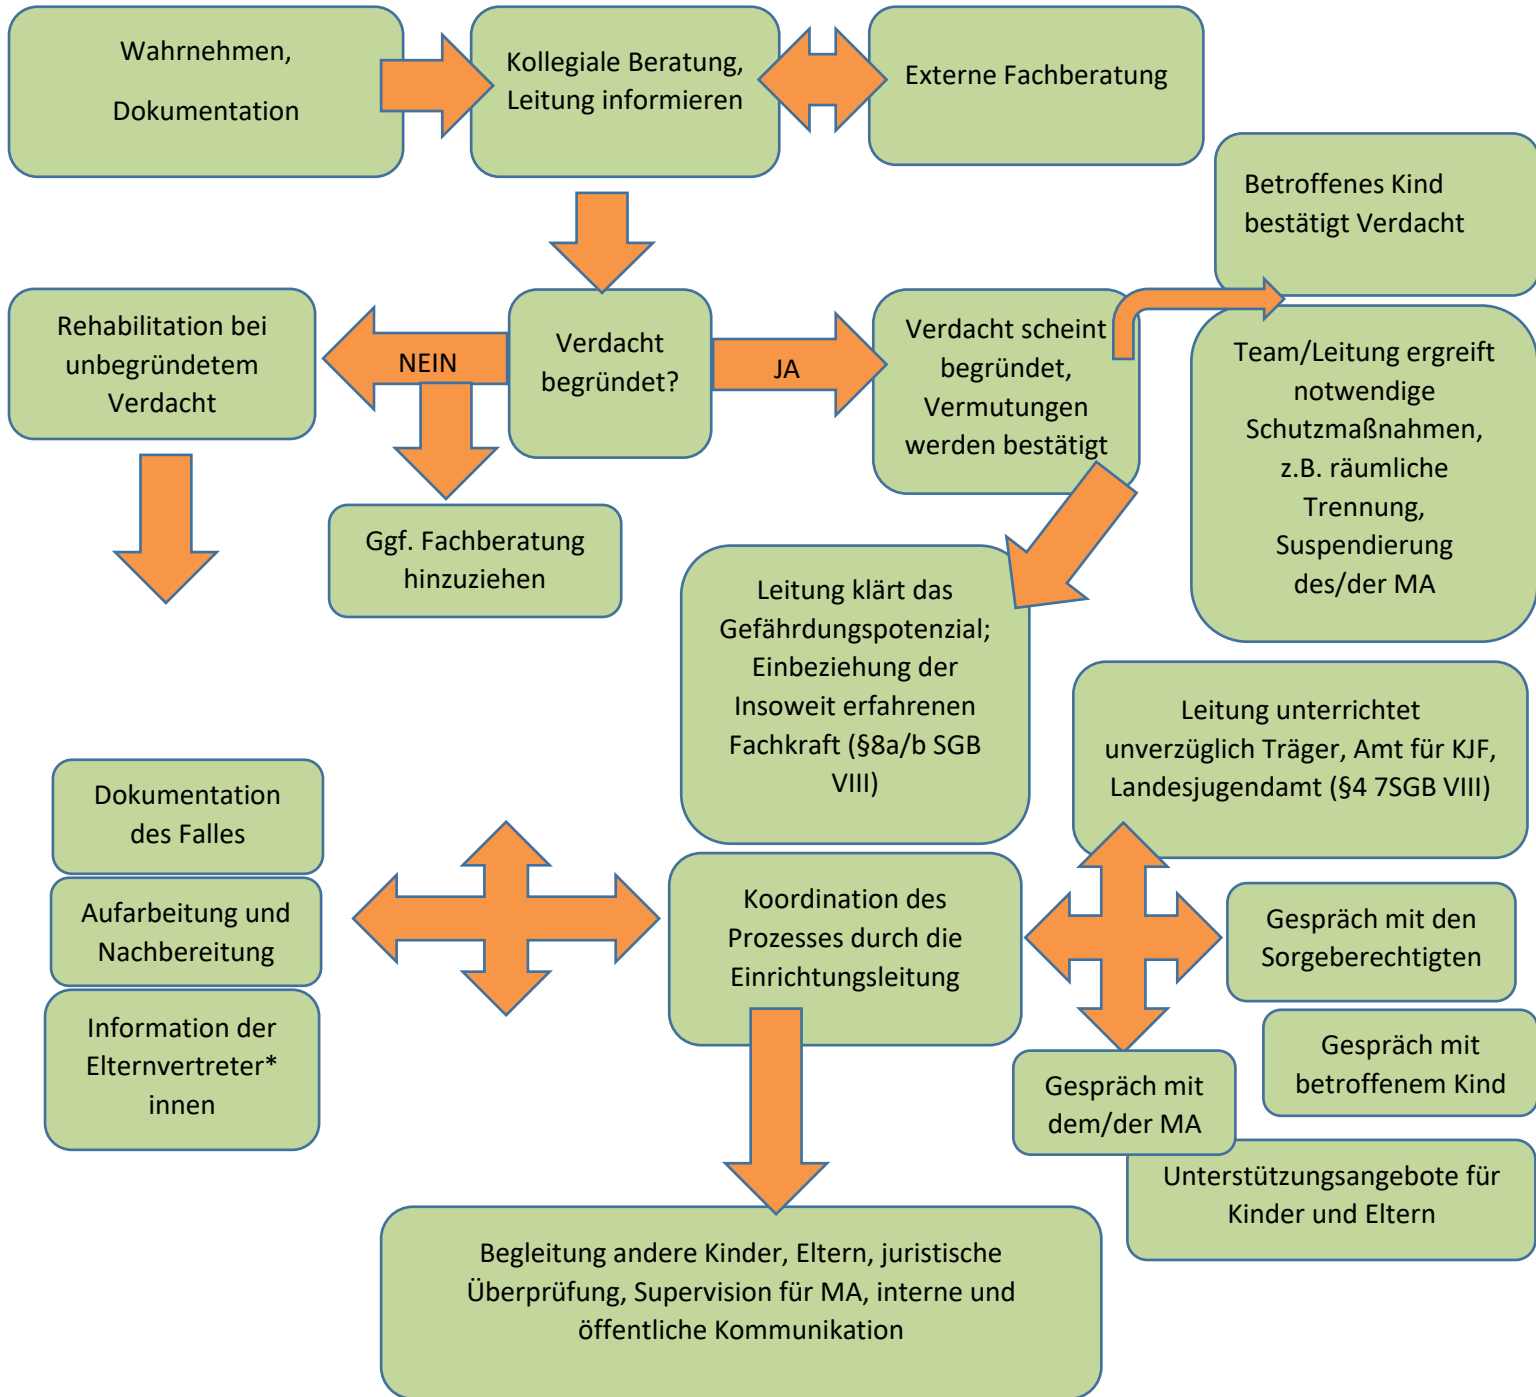 Wahrnehmen,
Dokumentation
Kollegiale Beratung,
Leitung informieren
Externe Fachberatung
Betroffenes Kind
bestätigt Verdacht
Rehabilitation bei
unbegründetem
Verdacht
NEIN
Verdacht
begründet?
JA
Verdacht scheint
begründet,
Vermutungen
werden bestätigt
Team/Leitung ergreift
notwendige
Schutzmaßnahmen,
z.B. räumliche
Trennung,
Suspendierung
des/der MA
Ggf. Fachberatung
hinzuziehen
Leitung klärt das
Gefährdungspotenzial;
Einbeziehung der
Insoweit erfahrenen
Fachkraft (§8a/b SGB
VIII)
Leitung unterrichtet
unverzüglich Träger, Amt für KJF,
Landesjugendamt (§4 7SGB VIII)
Dokumentation
des Falles
Aufarbeitung und
Nachbereitung
Information der
Elternvertreter*
innen
Koordination des
Prozesses durch die
Einrichtungsleitung
Gespräch mit den
Sorgeberechtigten
Gespräch mit
betroffenem Kind
Gespräch mit
dem/der MA
Unterstützungsangebote für
Kinder und Eltern
Begleitung andere Kinder, Eltern, juristische
Überprüfung, Supervision für MA, interne und
öffentliche Kommunikation